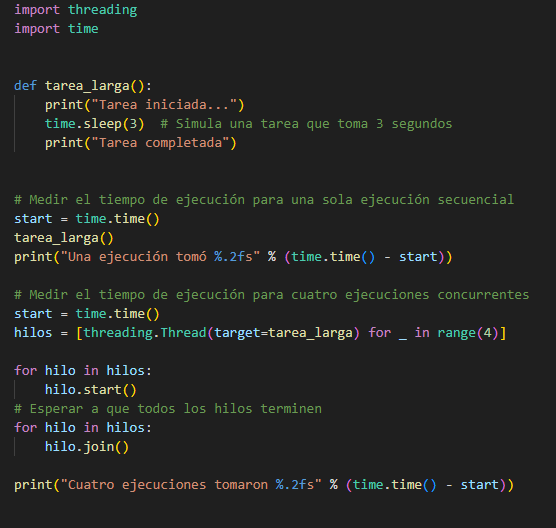 import threading
import time
def tarea_larga():
    print("Tarea iniciada...")
    time.sleep(3)  # Simula una tarea que toma 3 segundos
    print("Tarea completada")
# Medir el tiempo de ejecución para una sola ejecución secuencial
start = time.time()
tarea_larga()
print("Una ejecución tomó %.2fs" % (time.time() - start))
# Medir el tiempo de ejecución para cuatro ejecuciones concurrentes
start = time.time()
hilos = [threading.Thread(target=tarea_larga) for _ in range(4)]
for hilo in hilos:
    hilo.start()
# Esperar a que todos los hilos terminen
for hilo in hilos:
    hilo.join()
print("Cuatro ejecuciones tomaron %.2fs" % (time.time() - start))